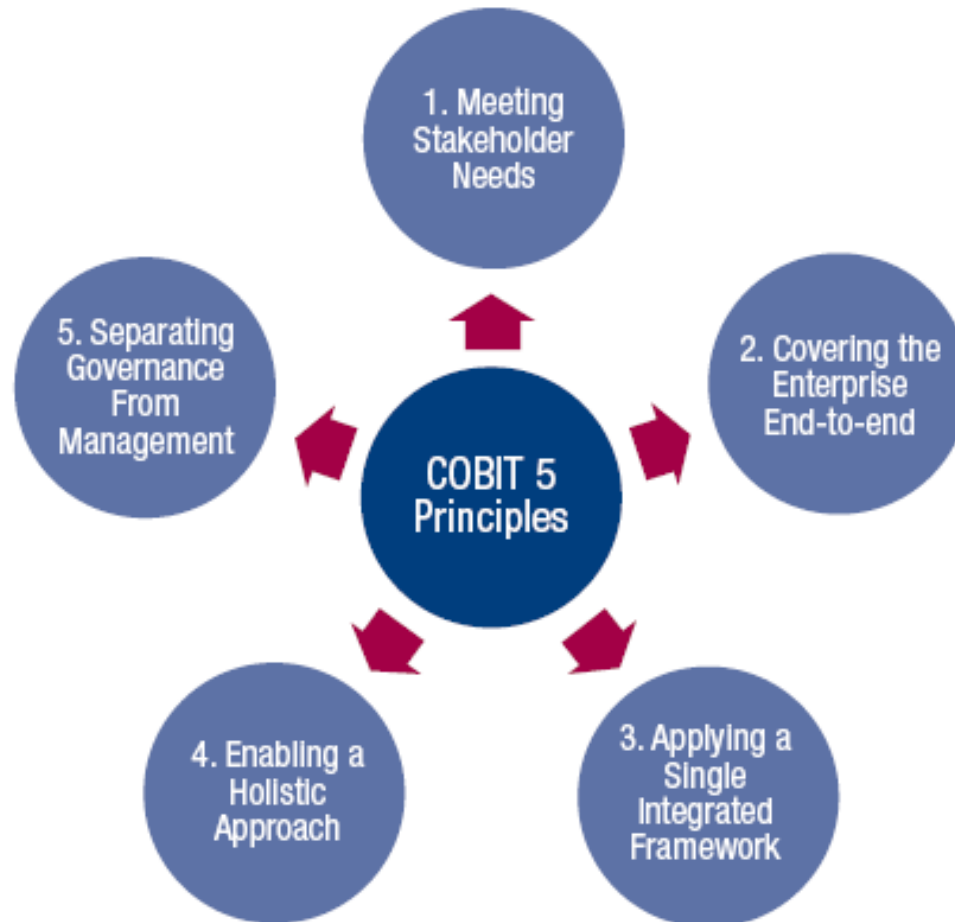 1. Meeting
Stakeholder
Needs
5. Separating
Governance
From
Management
2. Covering the
Enterprise
End-to-end
COBIT 5
Principles
4. Enabling a
Holistic
Approach
3. Applying a
Single
Integrated
Framework